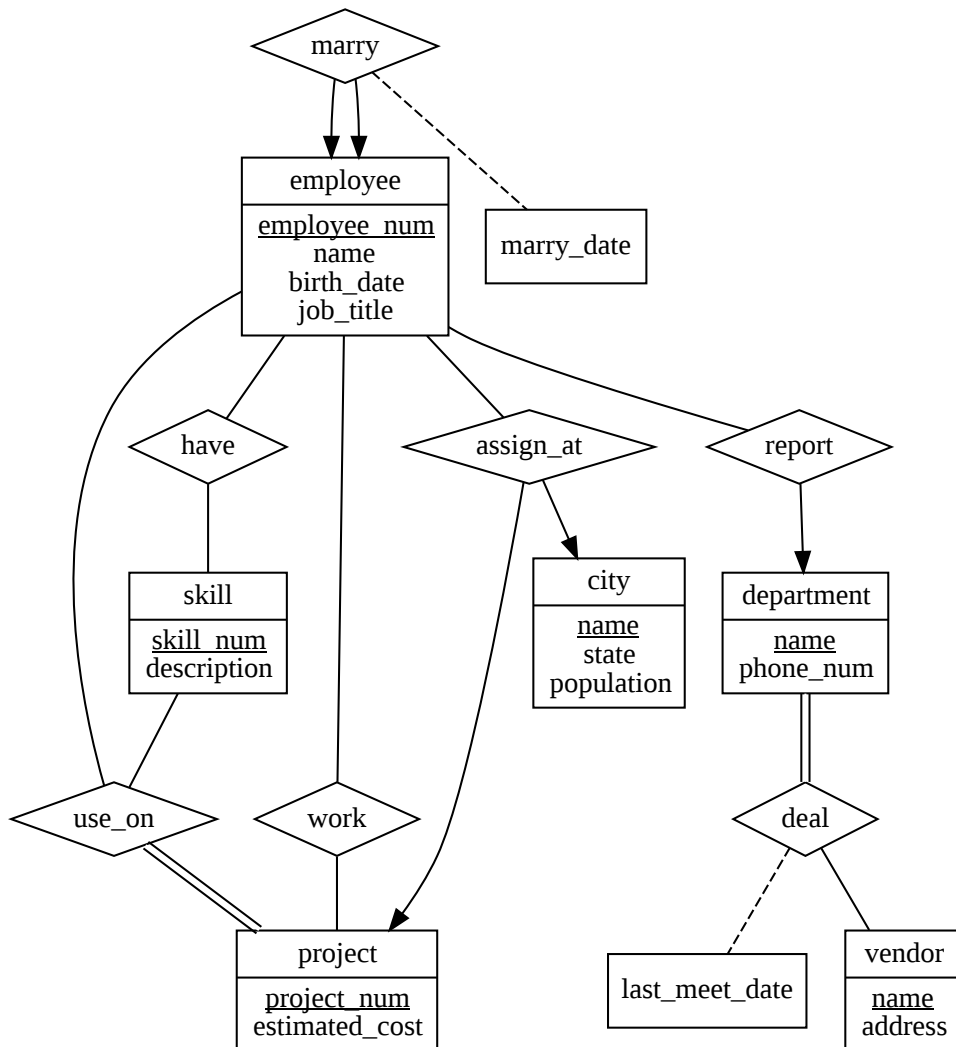 marry
employee
employee_num
name
birth_date
job_title
marry_date
have
assign_at
report
skill
skill_num
description
city
name
state
population
department
name
phone_num
use_on
work
deal
project
project_num
estimated_cost
last_meet_date
vendor
name
address